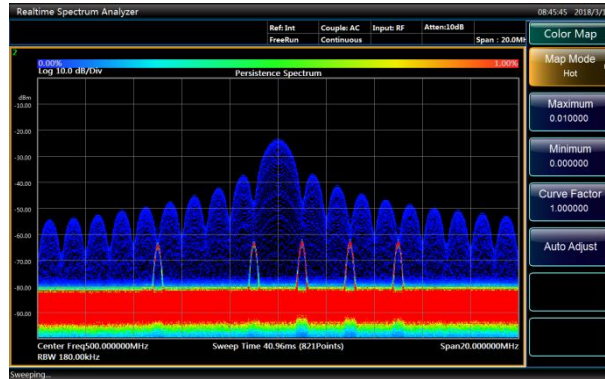 Realtime Spectrum Analyzer
08:45:45 2018/3/1
Ref: Int Couple: AC Input: RF Atten:10dB
FreeRun Continuous Span : 20.0MH
Color Map
2
0.00% 1.00%
Log 10.0 dB/Div Persistence Spectrum
dBm
-10.00
-20.00
-30.00
-40.00
-50.00
-60.00
-70.00
-80.00
-90.00
Map Mode
Hot
Maximum
0.010000
Minimum
0.000000
Curve Factor
1.000000
Auto Adjust
Center Freq500.000000MHz Sweep Time 40.96ms (821Points) Span20.000000MHz
RBW 180.00kHz
Sweeping...